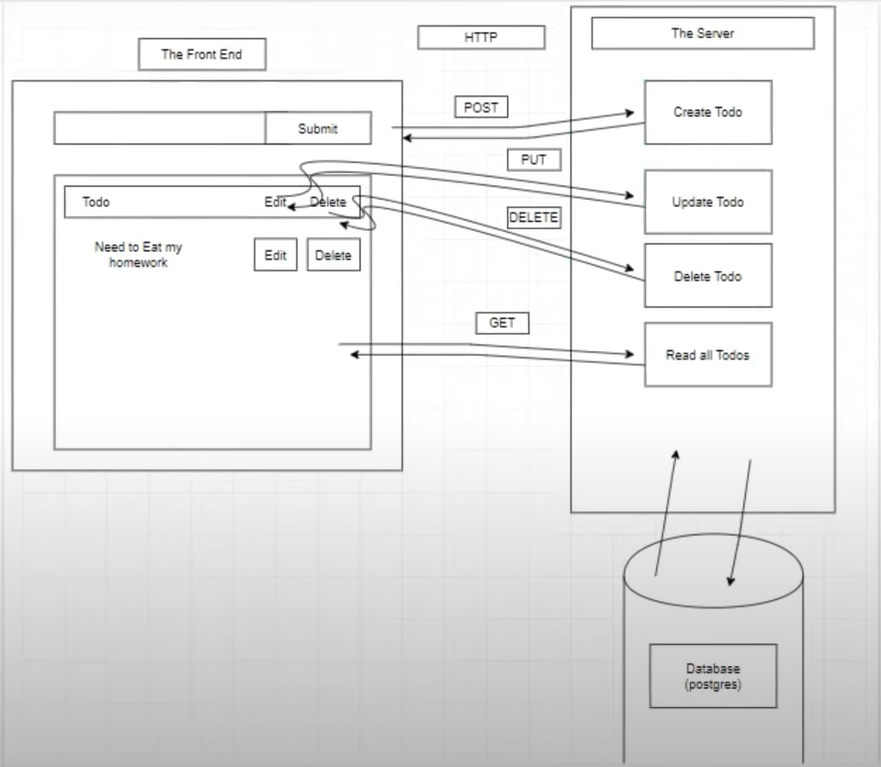 The Front End
HTTP
The Server
POST
Create Todo
Submit
PUT
Todo
Edit
Delete
Update Todo
DELETE
Need to Eat my
homework
Edit
Delete
Delete Todo
GET
Read all Todos
Database
(postgres)